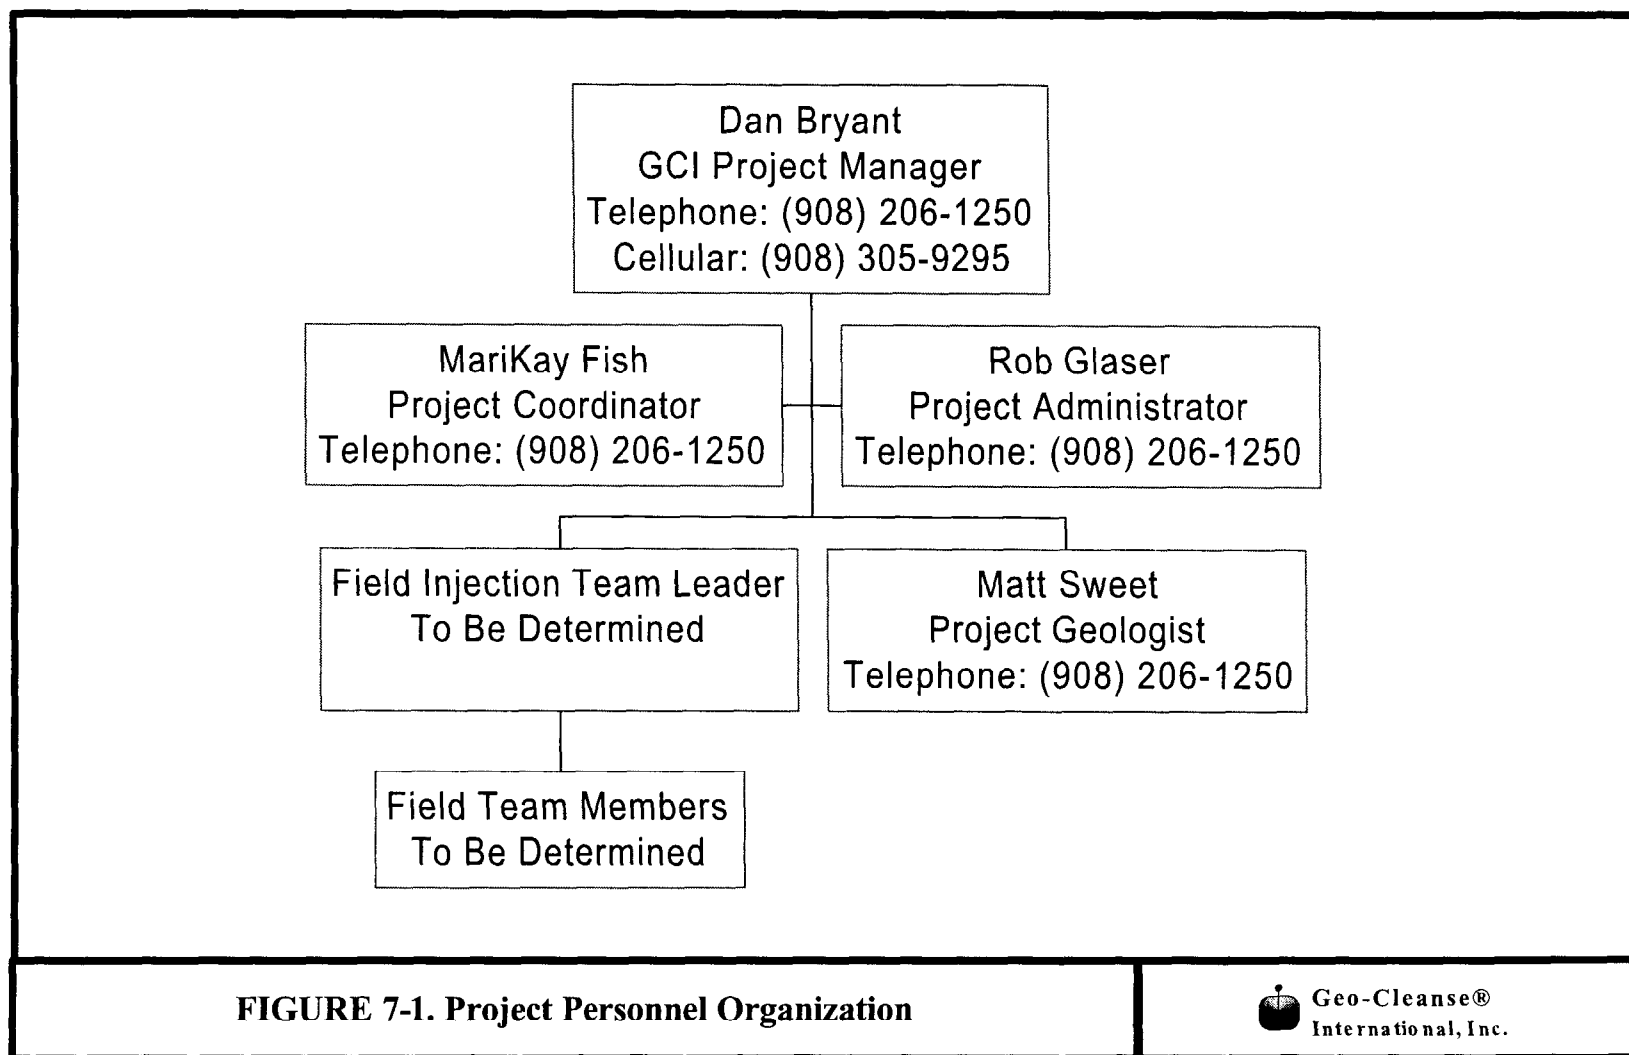 Dan Bryant
GCI Project Manager
Telephone: (908) 206-1250
Cellular: (908) 305-9295
MariKay Fish
Project Coordinator
Telephone: (908) 206-1250
Rob Glaser
Project Administrator
Telephone: (908) 206-1250
Field Injection Team Leader
To Be Determined
Matt Sweet
Project Geologist
Telephone: (908) 206-1250
Field Team Members
To Be Determined
FIGURE 7-1. Project Personnel Organization
Geo-Cleanse®
International, Inc.